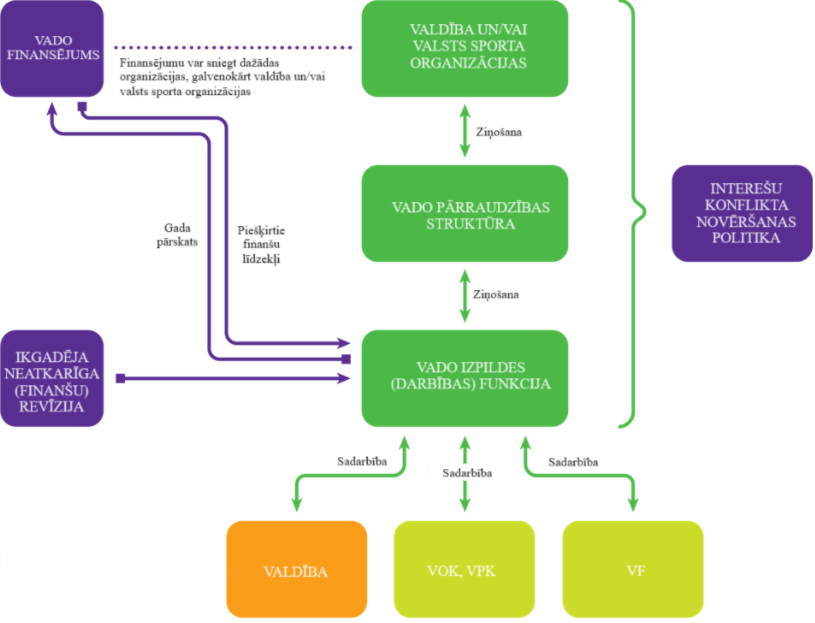 VADO
FINANSĒJUMS
Finansējumu var sniegt dažādas
organizācijas, galvenokārt valdība un/vai
valsts sporta organizācijas
VALDĪBA UN/VAI
VALSTS SPORTA
ORGANIZĀCIJAS
Ziņošana
VADO PĀRRAUDZĪBAS
STRUKTŪRA
INTEREŠU
KONFLIKTA
NOVĒRŠANAS
POLITIKA
Gada
pārskats
Piešķirtie
finanšu
līdzekļi
Ziņošana
IKGADĒJA
NEATKARĪGA
(FINANŠU)
REVĪZIJA
VADO IZPILDES
(DARBĪBAS) FUNKCIJA
Sadarbība
Sadarbība
Sadarbība
VALDĪBA
VOK, VPK
VF